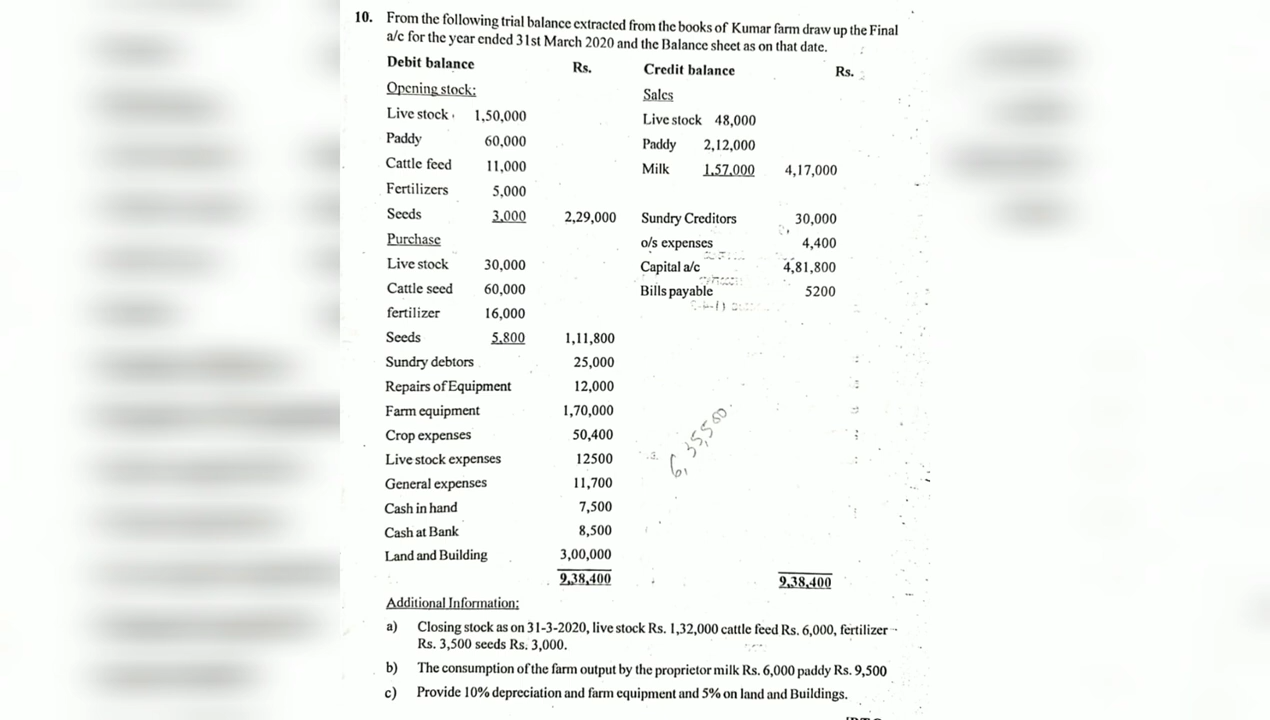 10. From the following trial balance extracted from the books of Kumar farm draw up the Final
a/c for the year ended 31st March 2020 and the Balance sheet as on that date.
Debit balance Rs. Credit balance Rs.
Opening stock: Sales
Live stock 1,50,000 Live stock 48,000
Paddy 60,000 Paddy 2,12,000
Cattle feed 11,000 Milk 1,57,000 4,17,000
Fertilizers 5,000
Seeds 3,000 2,29,000 Sundry Creditors 30,000
Purchase o/s expenses 4,400
Live stock 30,000 Capital a/c 4,81,800
Cattle seed 60,000 Bills payable 5200
fertilizer 16,000
Seeds 5,800 1,11,800
Sundry debtors 25,000
Repairs of Equipment 12,000
Farm equipment 1,70,000
Crop expenses 50,400
Live stock expenses 12500
6,35,500
General expenses 11,700
Cash in hand 7,500
Cash at Bank 8,500
Land and Building 3,00,000
9,38,400 9,38,400
Additional Information:
a) Closing stock as on 31-3-2020, live stock Rs. 1,32,000 cattle feed Rs. 6,000, fertilizer
Rs. 3,500 seeds Rs. 3,000.
b) The consumption of the farm output by the proprietor milk Rs. 6,000 paddy Rs. 9,500
c) Provide 10% depreciation and farm equipment and 5% on land and Buildings.